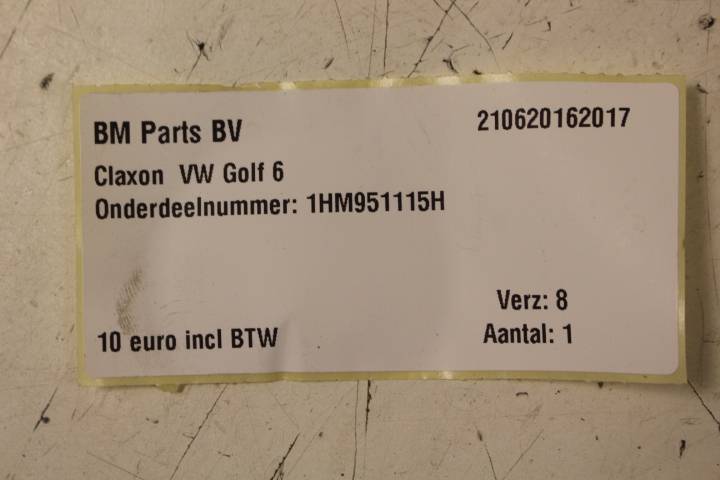 BM Parts BV 210620162017
Claxon VW Golf 6
Onderdeelnummer: 1HM951115H
Verz: 8
10 euro incl BTW Aantal: 1